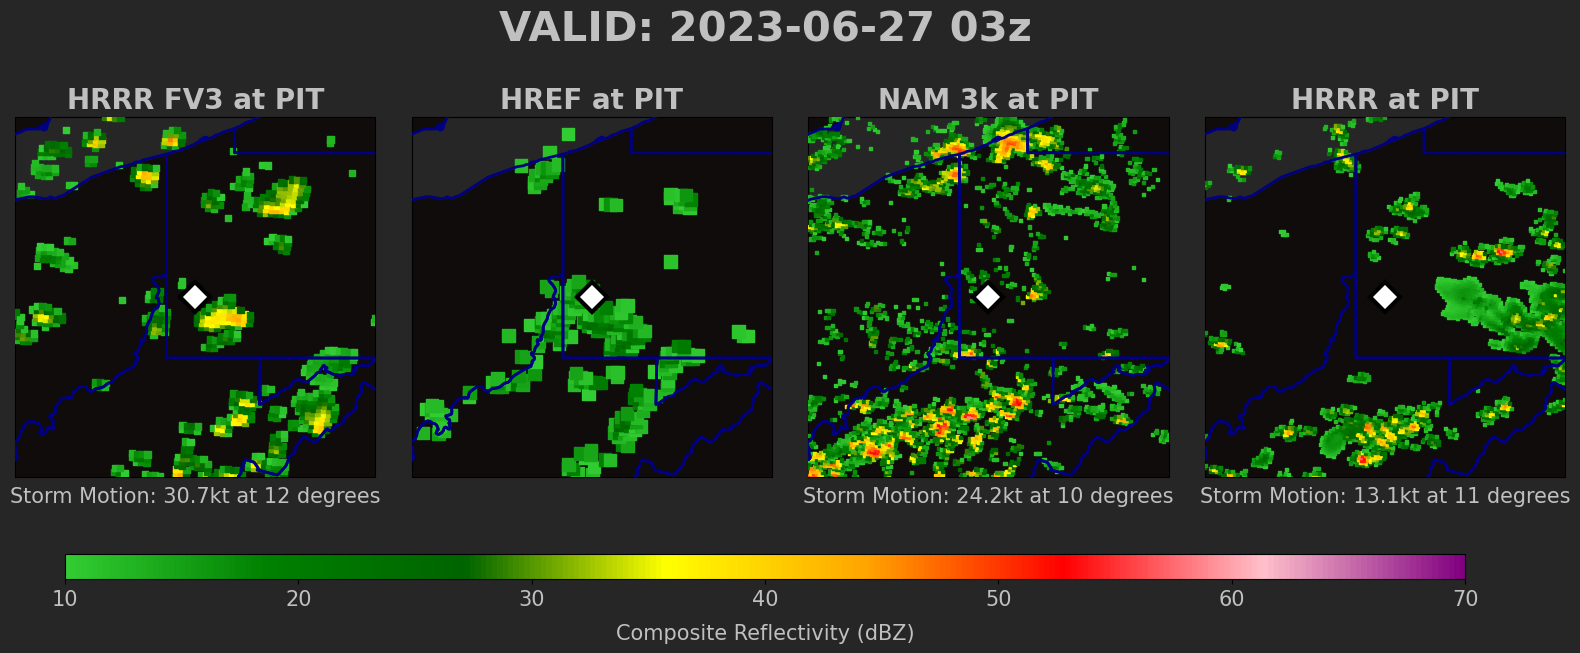 VALID: 2023-06-27 03z
HRRR FV3 at PIT
HREF at PIT
NAM 3k at PIT
HRRR at PIT
Storm Motion: 30.7kt at 12 degrees
Storm Motion: 24.2kt at 10 degrees
Storm Motion: 13.1kt at 11 degrees
10 20 30 40 50 60 70
Composite Reflectivity (dBZ)